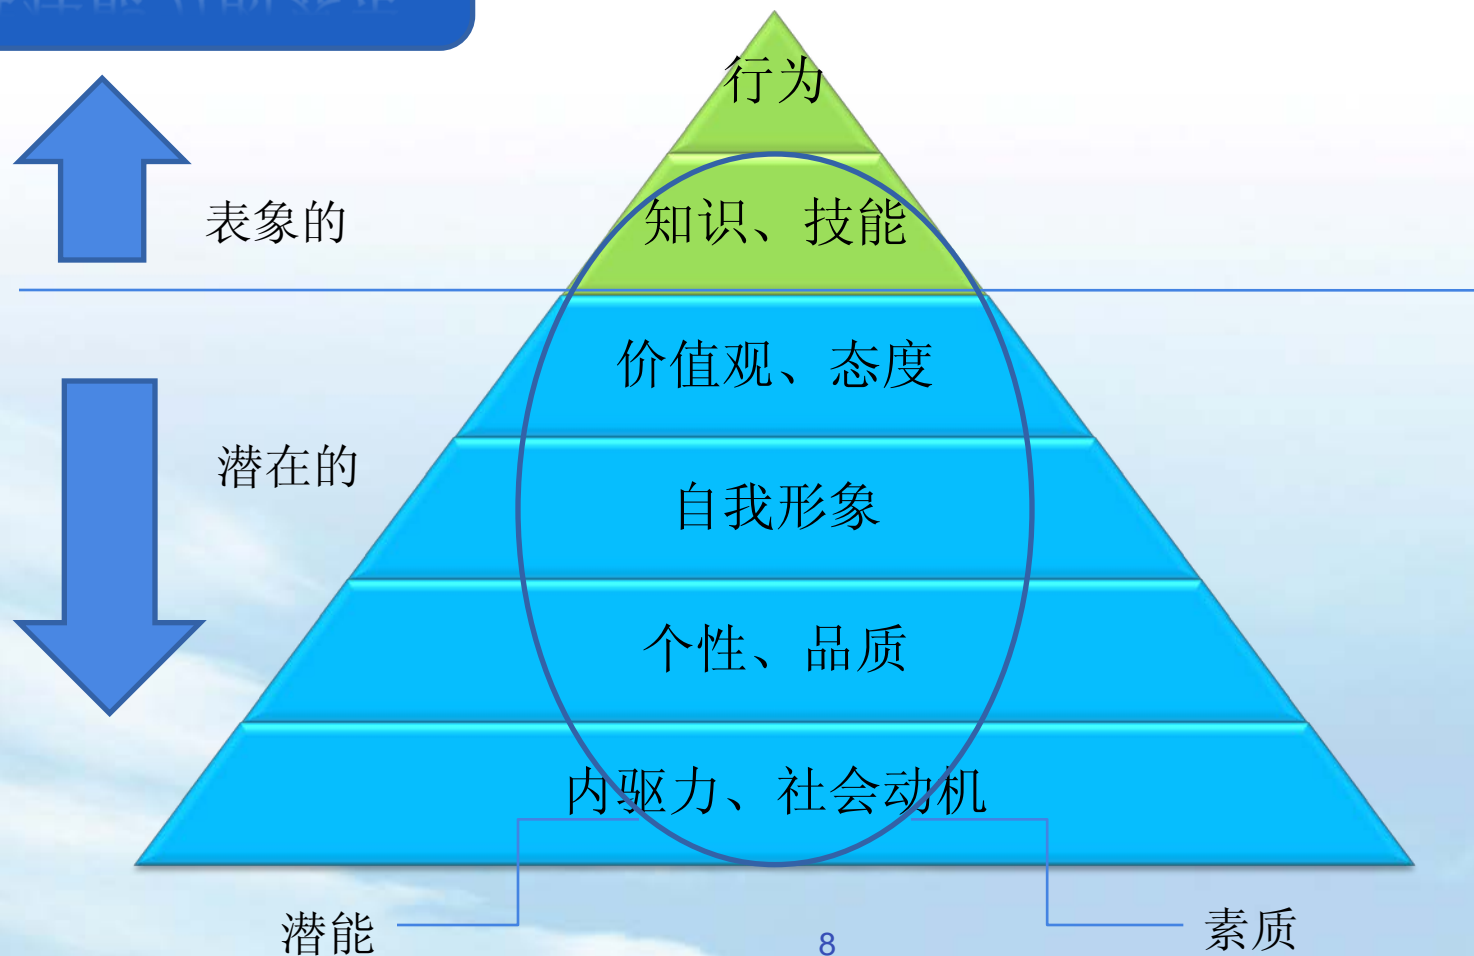 行为
知识、技能
表象的
价值观、态度
潜在的
自我形象
个性、品质
内驱力、社会动机
潜能
素质
8